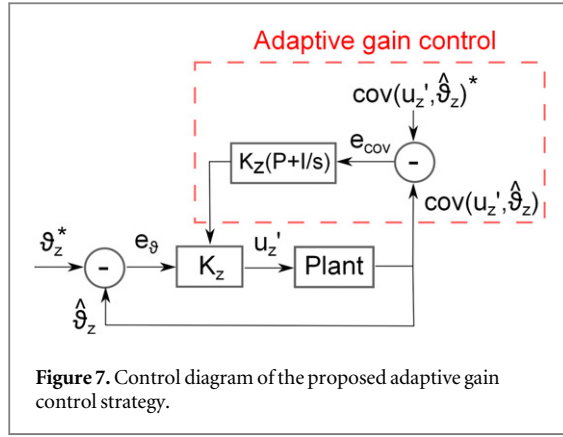 Adaptive gain control
cov(u_z',ϑ̂_z)*
e_cov
K_z(P+I/s)
-
cov(u_z',ϑ̂_z)
ϑ_z*
e_ϑ
u_z'
-
K_z
Plant
ϑ̂_z
Figure 7. Control diagram of the proposed adaptive gain
control strategy.